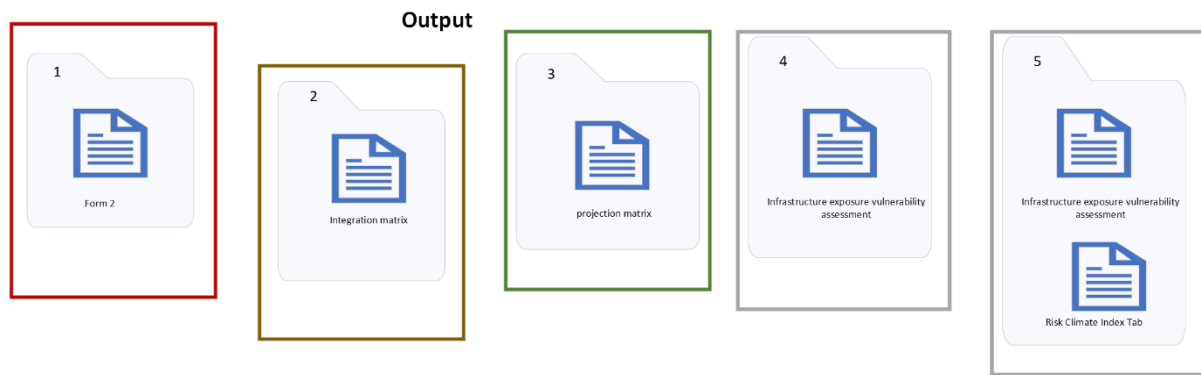 Output
1
Form 2
2
Integration matrix
3
projection matrix
4
Infrastructure exposure vulnerability
assessment
5
Infrastructure exposure vulnerability
assessment
Risk Climate Index Tab